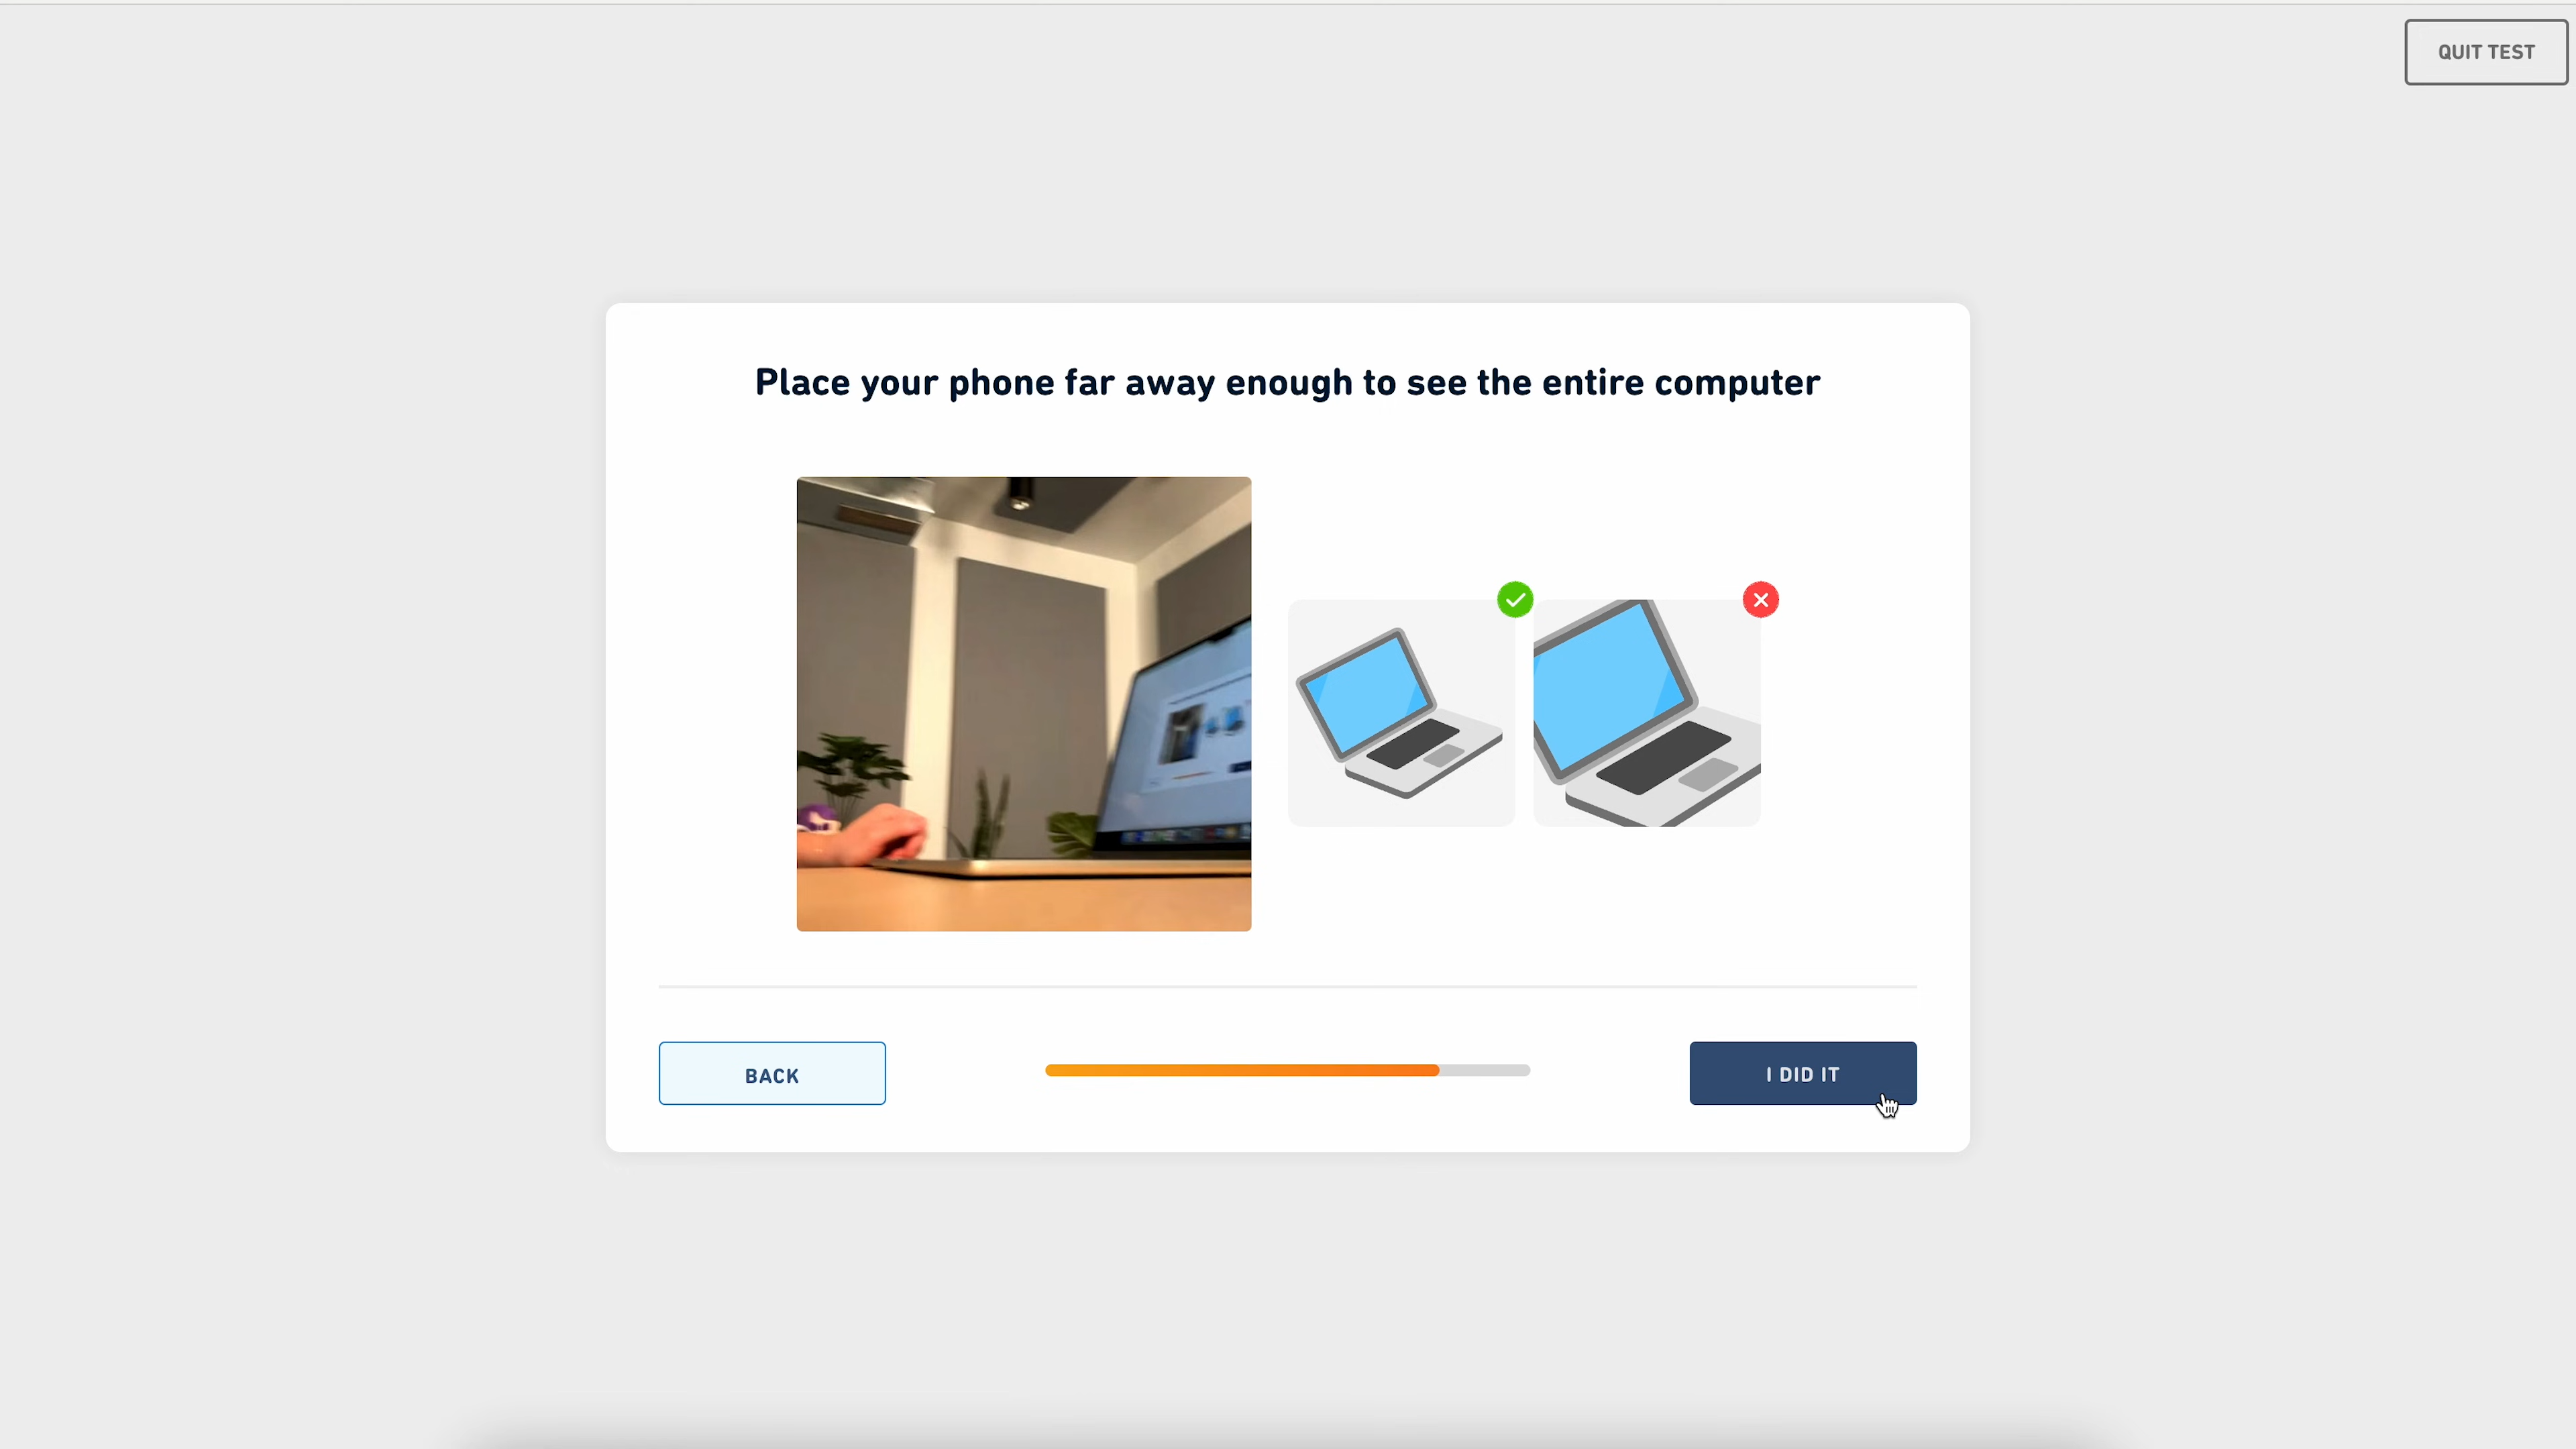 QUIT TEST
Place your phone far away enough to see the entire computer
BACK
I DID IT